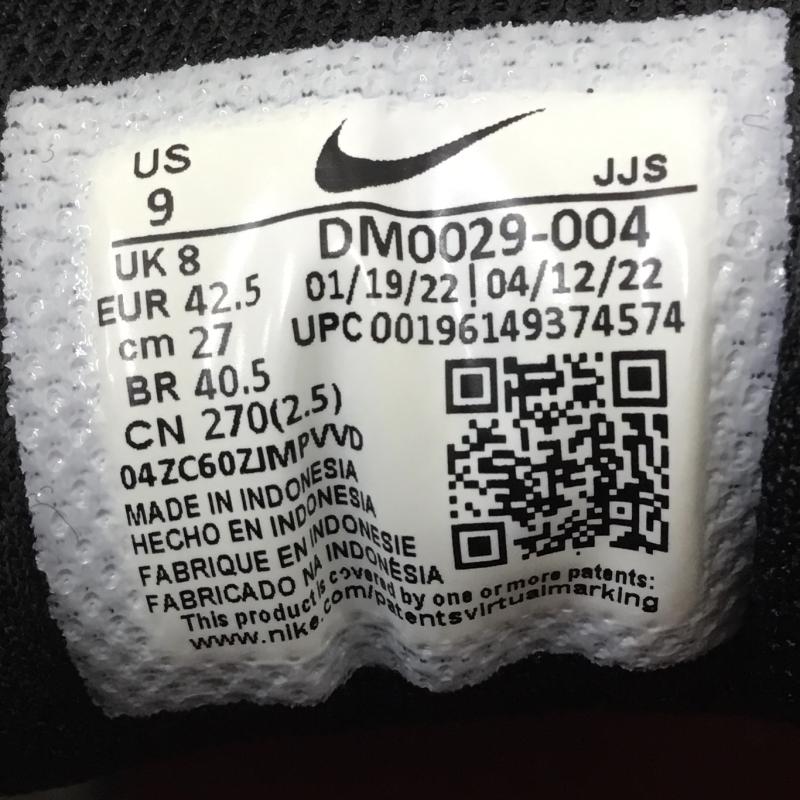 US
9
JJS
UK 8
EUR 42.5
cm 27
BR 40.5
CN 270(2.5)
DM0029-004
01/19/22|04/12/22
UPC 00196149374574
04ZC60ZJMPVVD
MADE IN INDONESIA
HECHO EN INDONESIA
FABRIQUE EN INDONESIE
FABRICADO NA INDONÉSIA
This product is covered by one or more patents:
www.nike.com/patentsvirtualmarking